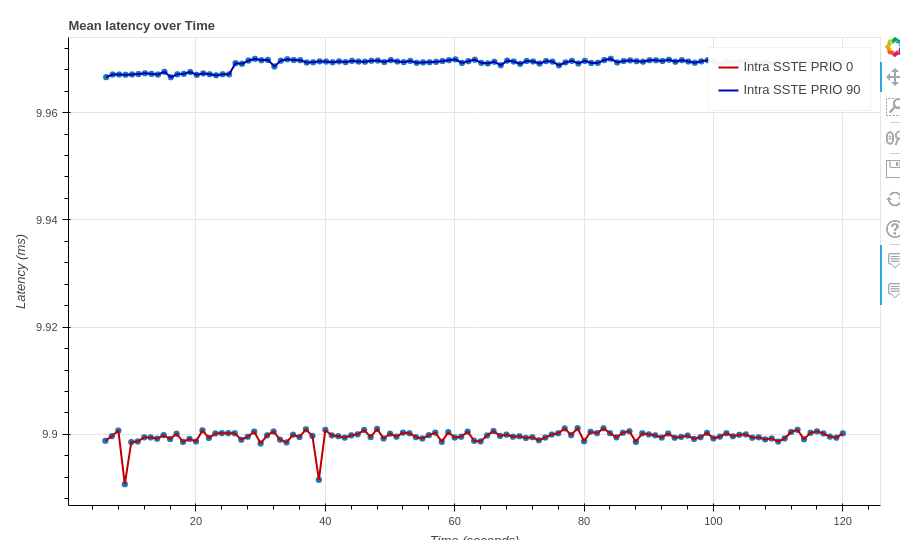 Mean latency over Time
Intra SSTE PRIO 0
Intra SSTE PRIO 90
Latency (ms)
9.96
9.94
9.92
9.9
20 40 60 80 100 120
Time (seconds)